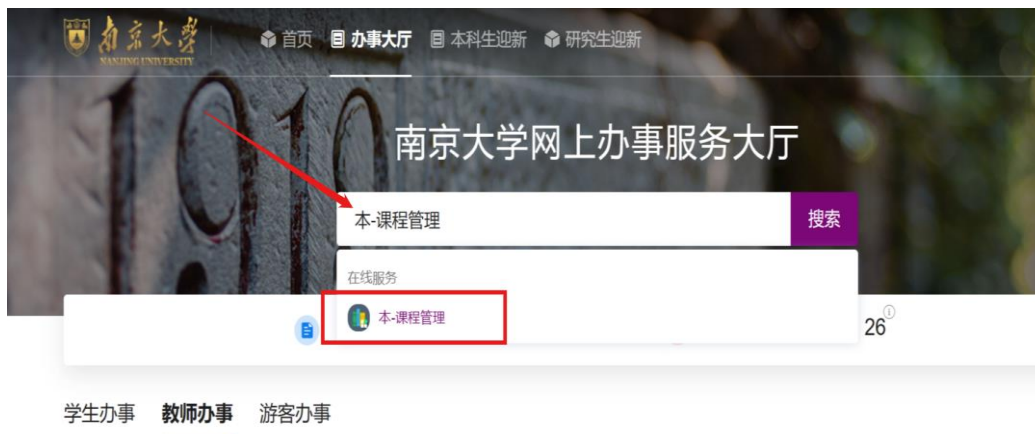 南京大学
NANJING UNIVERSITY
首页 办事大厅 本科生迎新 研究生迎新
1919
南京大学网上办事服务大厅
本-课程管理 搜索
在线服务
本-课程管理
26
学生办事 教师办事 游客办事